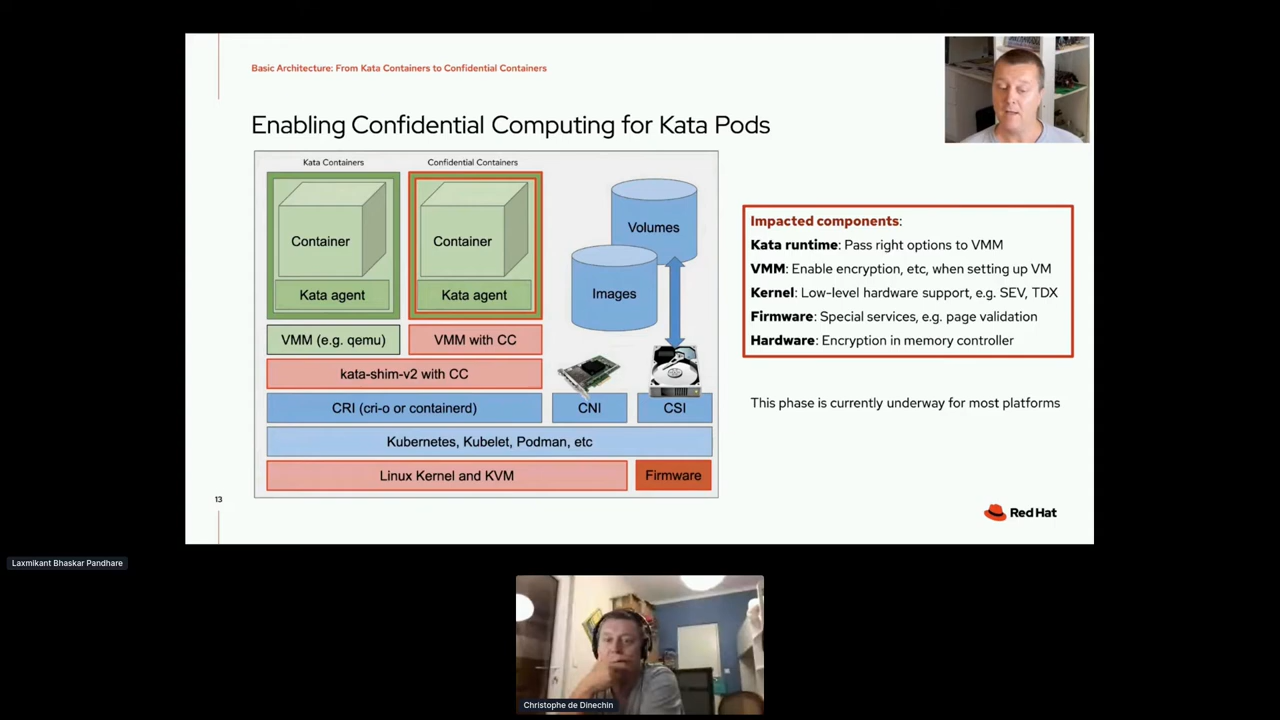 Basic Architecture: From Kata Containers to Confidential Containers
Enabling Confidential Computing for Kata Pods
Kata Containers
Confidential Containers
Container
Container
Kata agent
Kata agent
Volumes
Images
VMM (e.g. qemu)
VMM with CC
kata-shim-v2 with CC
CRI (cri-o or containerd)
CNI
CSI
Kubernetes, Kubelet, Podman, etc
Linux Kernel and KVM
Firmware
Impacted components:
Kata runtime: Pass right options to VMM
VMM: Enable encryption, etc, when setting up VM
Kernel: Low-level hardware support, e.g. SEV, TDX
Firmware: Special services, e.g. page validation
Hardware: Encryption in memory controller
This phase is currently underway for most platforms
13
Red Hat
Laxmikant Bhaskar Pandhare
Christophe de Dinechin